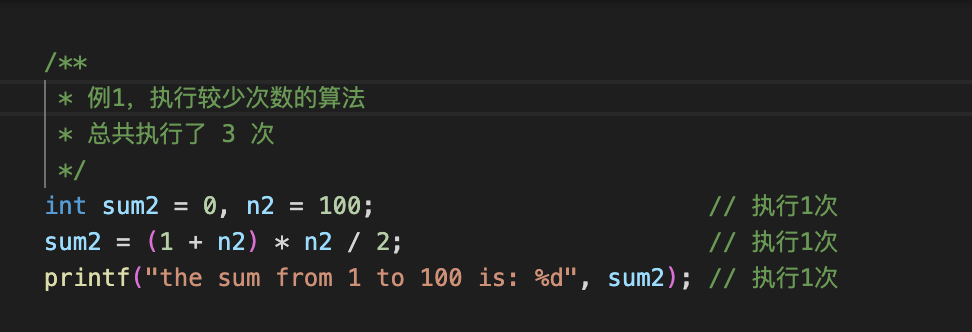 /**
* 例1，执行较少次数的算法
* 总共执行了 3 次
*/
int sum2 = 0, n2 = 100; // 执行1次
sum2 = (1 + n2) * n2 / 2; // 执行1次
printf("the sum from 1 to 100 is: %d", sum2); // 执行1次